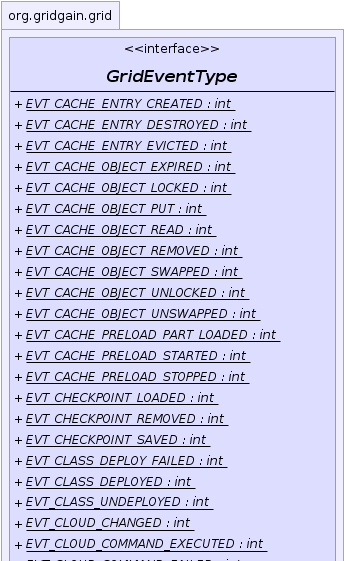 org.gridgain.grid
<<interface>>
GridEventType
+ EVT_CACHE_ENTRY_CREATED : int
+ EVT_CACHE_ENTRY_DESTROYED : int
+ EVT_CACHE_ENTRY_EVICTED : int
+ EVT_CACHE_OBJECT_EXPIRED : int
+ EVT_CACHE_OBJECT_LOCKED : int
+ EVT_CACHE_OBJECT_PUT : int
+ EVT_CACHE_OBJECT_READ : int
+ EVT_CACHE_OBJECT_REMOVED : int
+ EVT_CACHE_OBJECT_SWAPPED : int
+ EVT_CACHE_OBJECT_UNLOCKED : int
+ EVT_CACHE_OBJECT_UNSWAPPED : int
+ EVT_CACHE_PRELOAD_PART_LOADED : int
+ EVT_CACHE_PRELOAD_STARTED : int
+ EVT_CACHE_PRELOAD_STOPPED : int
+ EVT_CHECKPOINT_LOADED : int
+ EVT_CHECKPOINT_REMOVED : int
+ EVT_CHECKPOINT_SAVED : int
+ EVT_CLASS_DEPLOY_FAILED : int
+ EVT_CLASS_DEPLOYED : int
+ EVT_CLASS_UNDEPLOYED : int
+ EVT_CLOUD_CHANGED : int
+ EVT_CLOUD_COMMAND_EXECUTED : int